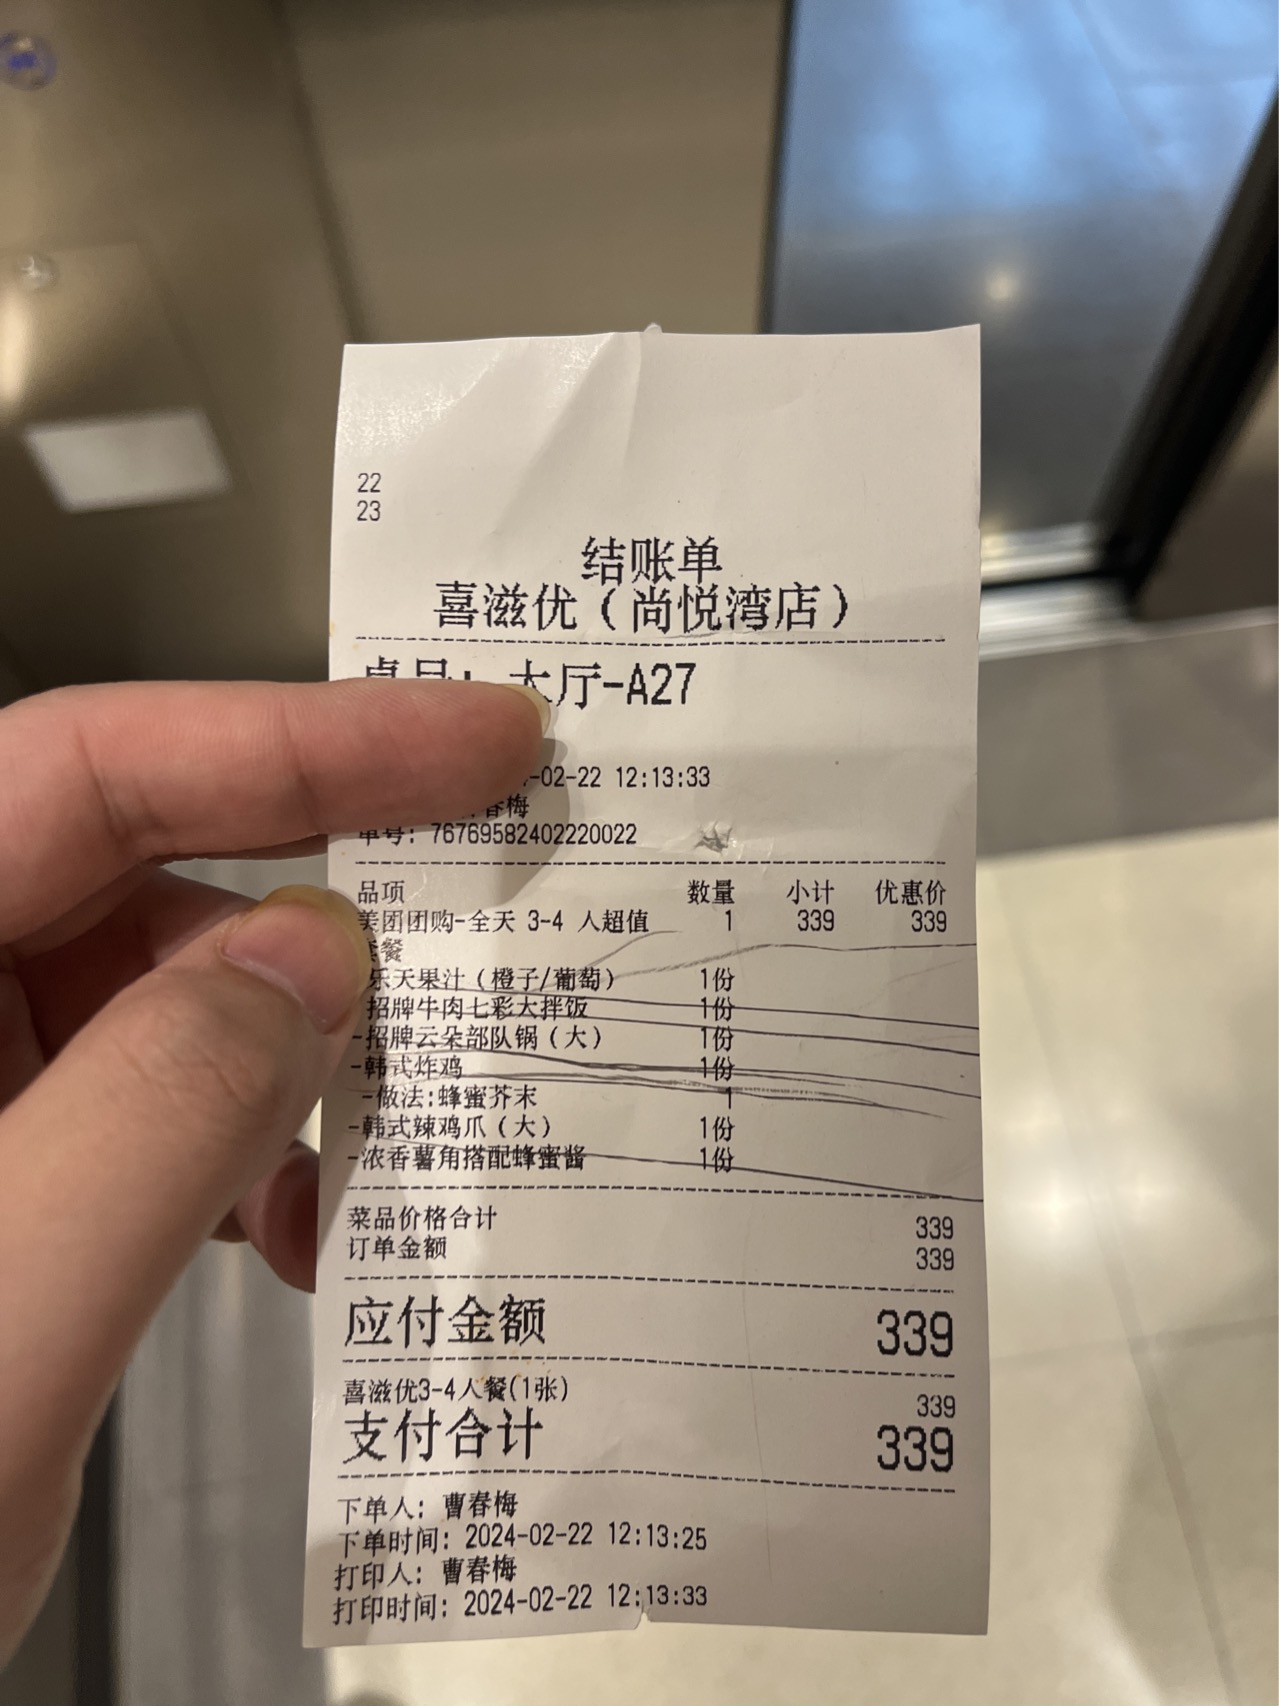 22
23
结账单
喜滋优（尚悦湾店）
桌号：大厅-A27
-02-22 12:13:33
春梅
单号：76769582402220022
品项 数量 小计 优惠价
美团团购-全天 3-4 人超值 1 339 339
套餐
乐天果汁（橙子/葡萄） 1份
招牌牛肉七彩大拌饭 1份
-招牌云朵部队锅（大） 1份
-韩式炸鸡 1份
-做法:蜂蜜芥末 1
-韩式辣鸡爪（大） 1份
-浓香薯角搭配蜂蜜酱 1份
菜品价格合计 339
订单金额 339
应付金额 339
喜滋优3-4人餐(1张) 339
支付合计 339
下单人：曹春梅
下单时间：2024-02-22 12:13:25
打印人：曹春梅
打印时间：2024-02-22 12:13:33